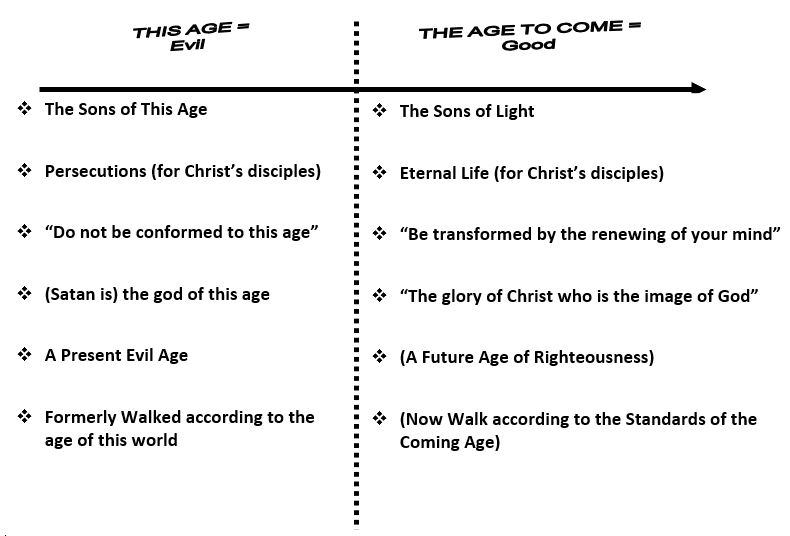 THIS AGE =
Evil
THE AGE TO COME =
Good
❖ The Sons of This Age
❖ The Sons of Light
❖ Persecutions (for Christ’s disciples)
❖ Eternal Life (for Christ’s disciples)
❖ “Do not be conformed to this age”
❖ “Be transformed by the renewing of your mind”
❖ (Satan is) the god of this age
❖ “The glory of Christ who is the image of God”
❖ A Present Evil Age
❖ (A Future Age of Righteousness)
❖ Formerly Walked according to the
age of this world
❖ (Now Walk according to the Standards of the
Coming Age)